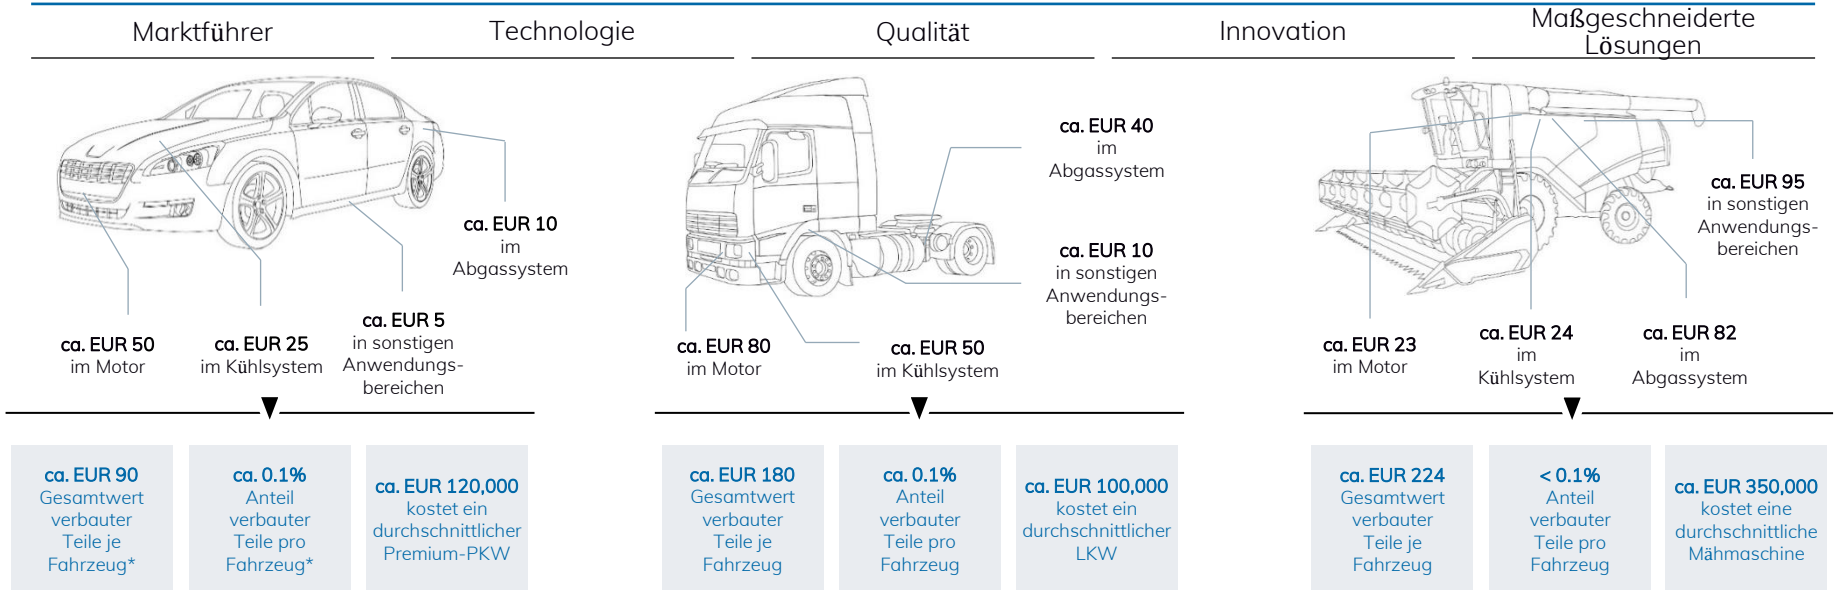 Marktführer
Technologie
Qualität
Innovation
Maßgeschneiderte
Lösungen
ca. EUR 10
im
Abgassystem
ca. EUR 5
in sonstigen
Anwendungs-
bereichen
ca. EUR 50
im Motor
ca. EUR 25
im Kühlsystem
ca. EUR 40
im
Abgassystem
ca. EUR 10
in sonstigen
Anwendungs-
bereichen
ca. EUR 80
im Motor
ca. EUR 50
im Kühlsystem
ca. EUR 95
in sonstigen
Anwendungs-
bereichen
ca. EUR 23
im Motor
ca. EUR 24
im
Kühlsystem
ca. EUR 82
im
Abgassystem
ca. EUR 90
Gesamtwert
verbauter
Teile je
Fahrzeug*
ca. 0.1%
Anteil
verbauter
Teile pro
Fahrzeug*
ca. EUR 120,000
kostet ein
durchschnittlicher
Premium-PKW
ca. EUR 180
Gesamtwert
verbauter
Teile je
Fahrzeug
ca. 0.1%
Anteil
verbauter
Teile pro
Fahrzeug
ca. EUR 100,000
kostet ein
durchschnittlicher
LKW
ca. EUR 224
Gesamtwert
verbauter
Teile je
Fahrzeug
< 0.1%
Anteil
verbauter
Teile pro
Fahrzeug
ca. EUR 350,000
kostet eine
durchschnittliche
Mähmaschine